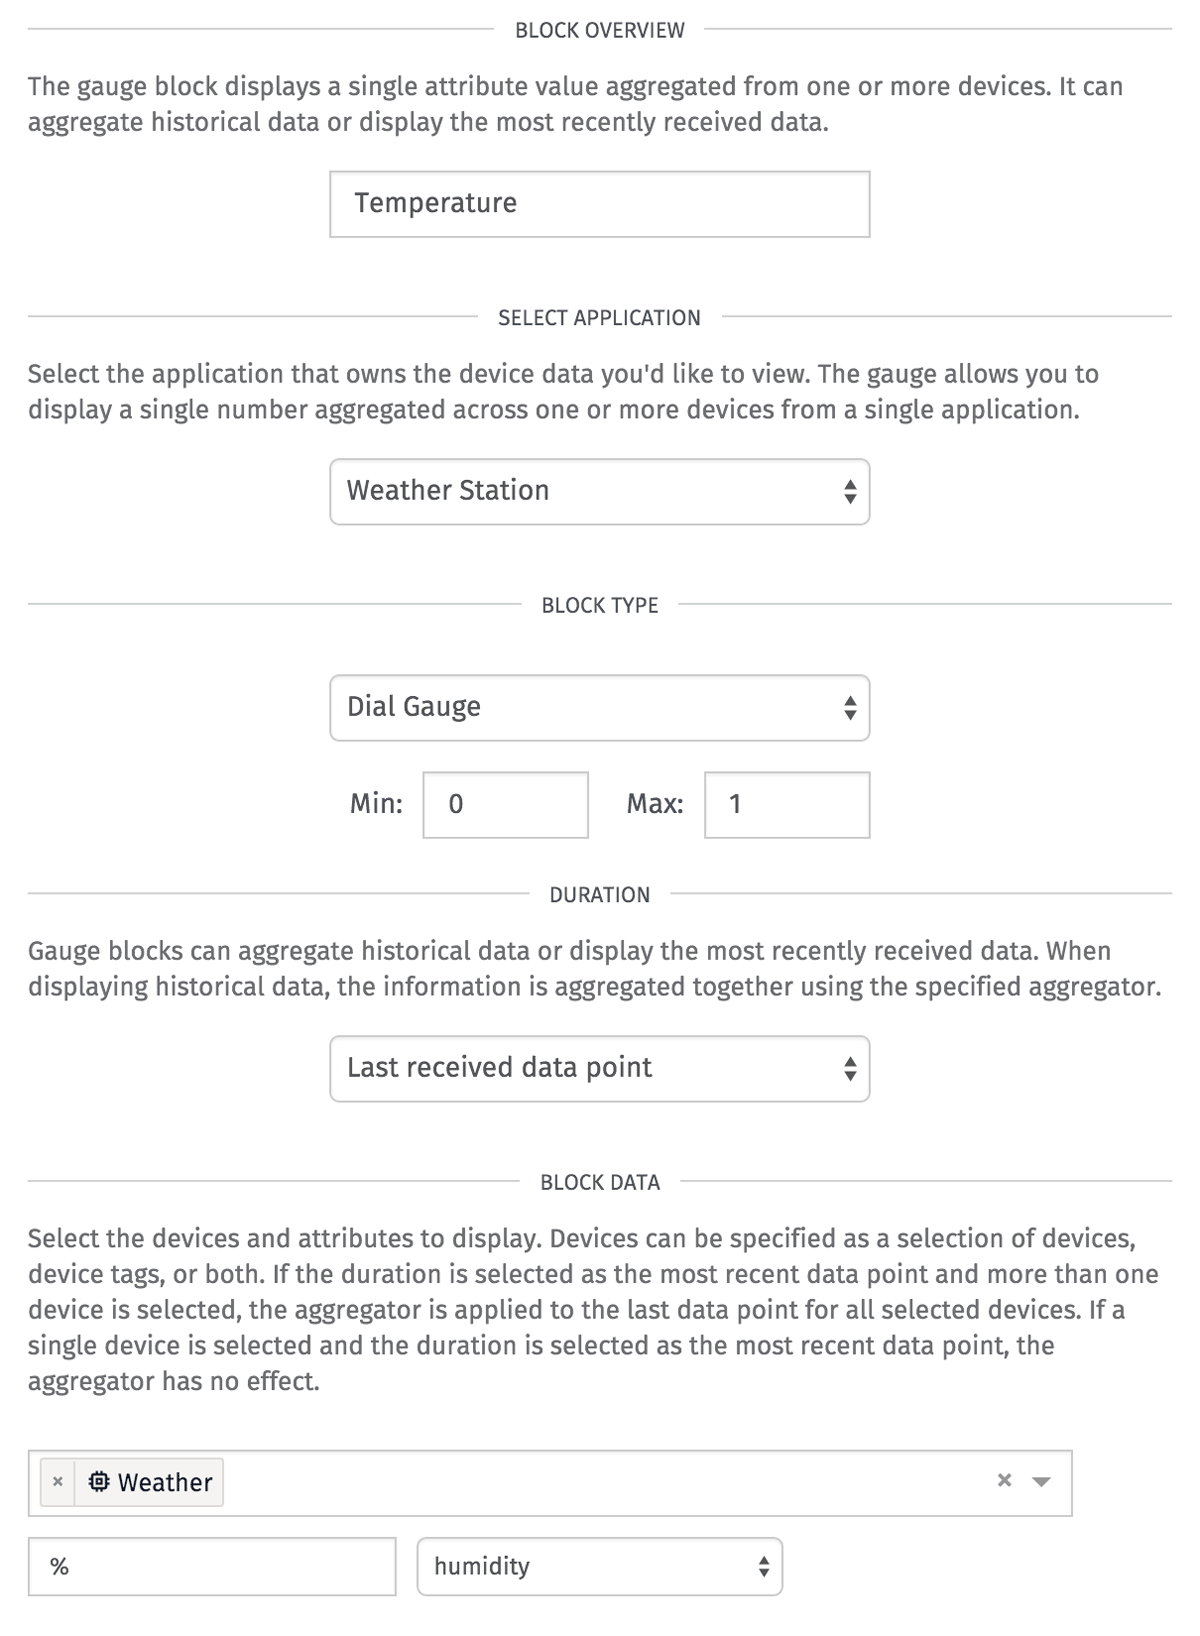 BLOCK OVERVIEW
The gauge block displays a single attribute value aggregated from one or more devices. It can
aggregate historical data or display the most recently received data.
Temperature
SELECT APPLICATION
Select the application that owns the device data you'd like to view. The gauge allows you to
display a single number aggregated across one or more devices from a single application.
Weather Station
BLOCK TYPE
Dial Gauge
Min: 0 Max: 1
DURATION
Gauge blocks can aggregate historical data or display the most recently received data. When
displaying historical data, the information is aggregated together using the specified aggregator.
Last received data point
BLOCK DATA
Select the devices and attributes to display. Devices can be specified as a selection of devices,
device tags, or both. If the duration is selected as the most recent data point and more than one
device is selected, the aggregator is applied to the last data point for all selected devices. If a
single device is selected and the duration is selected as the most recent data point, the
aggregator has no effect.
× Weather ×
% humidity